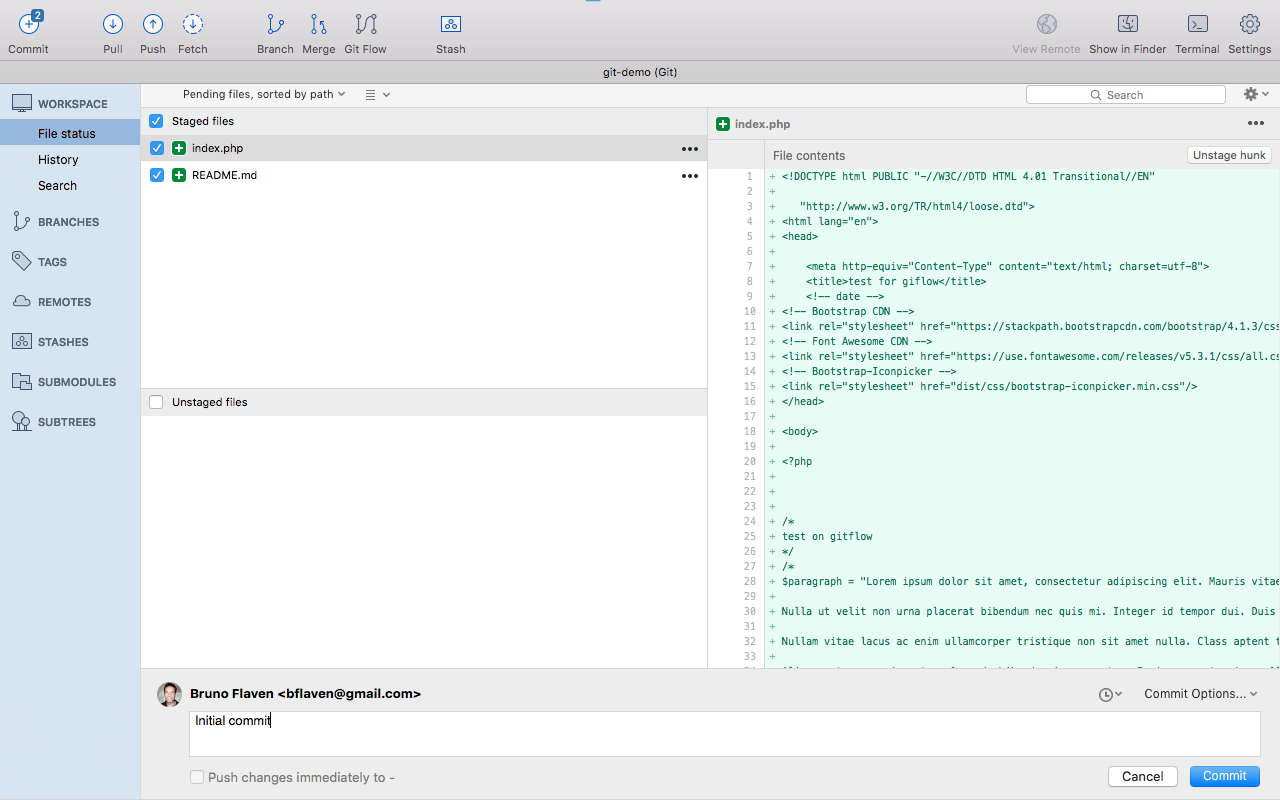 2
Commit
Pull
Push
Fetch
Branch
Merge
Git Flow
Stash
View Remote
Show in Finder
Terminal
Settings
git-demo (Git)
WORKSPACE
File status
History
Search
BRANCHES
TAGS
REMOTES
STASHES
SUBMODULES
SUBTREES
Pending files, sorted by path
Search
Staged files
index.php
README.md
Unstaged files
index.php
File contents
Unstage hunk
1 + <!DOCTYPE html PUBLIC "-//W3C//DTD HTML 4.01 Transitional//EN"
2 +
3 + "http://www.w3.org/TR/html4/loose.dtd">
4 + <html lang="en">
5 + <head>
6 +
7 + <meta http-equiv="Content-Type" content="text/html; charset=utf-8">
8 + <title>test for giflow</title>
9 + <!-- date -->
10 + <!-- Bootstrap CDN -->
11 + <link rel="stylesheet" href="https://stackpath.bootstrapcdn.com/bootstrap/4.1.3/css
12 + <!-- Font Awesome CDN -->
13 + <link rel="stylesheet" href="https://use.fontawesome.com/releases/v5.3.1/css/all.cs
14 + <!-- Bootstrap-Iconpicker -->
15 + <link rel="stylesheet" href="dist/css/bootstrap-iconpicker.min.css"/>
16 + </head>
17 +
18 + <body>
19 +
20 + <?php
21 +
22 +
23 +
24 + /*
25 + test on gitflow
26 + */
27 + /*
28 + $paragraph = "Lorem ipsum dolor sit amet, consectetur adipiscing elit. Mauris vitae
29 +
30 + Nulla ut velit non urna placerat bibendum nec quis mi. Integer id tempor dui. Duis
31 +
32 + Nullam vitae lacus ac enim ullamcorper tristique non sit amet nulla. Class aptent t
33 +
Bruno Flaven <bflaven@gmail.com>
Commit Options...
Initial commit
Push changes immediately to -
Cancel
Commit